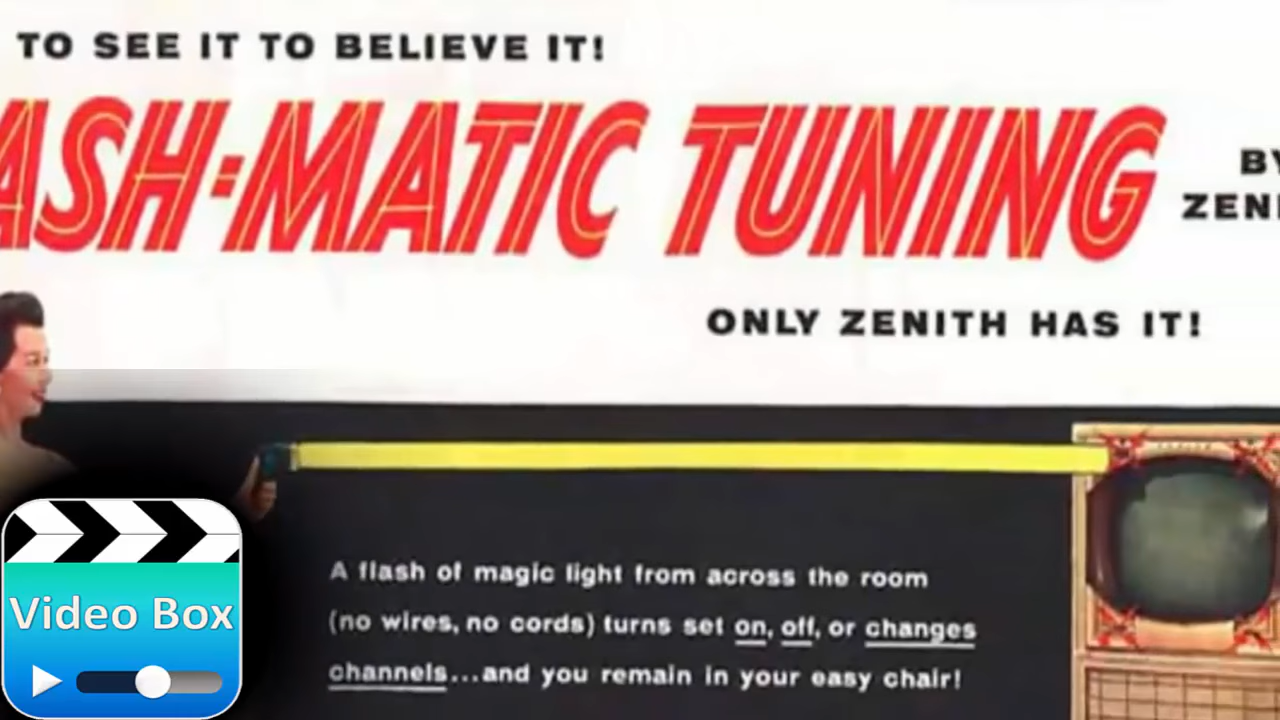 TO SEE IT TO BELIEVE IT!
ASH-MATIC TUNING
BY
ZENI
ONLY ZENITH HAS IT!
A flash of magic light from across the room
(no wires, no cords) turns set on, off, or changes
channels...and you remain in your easy chair!
Video Box